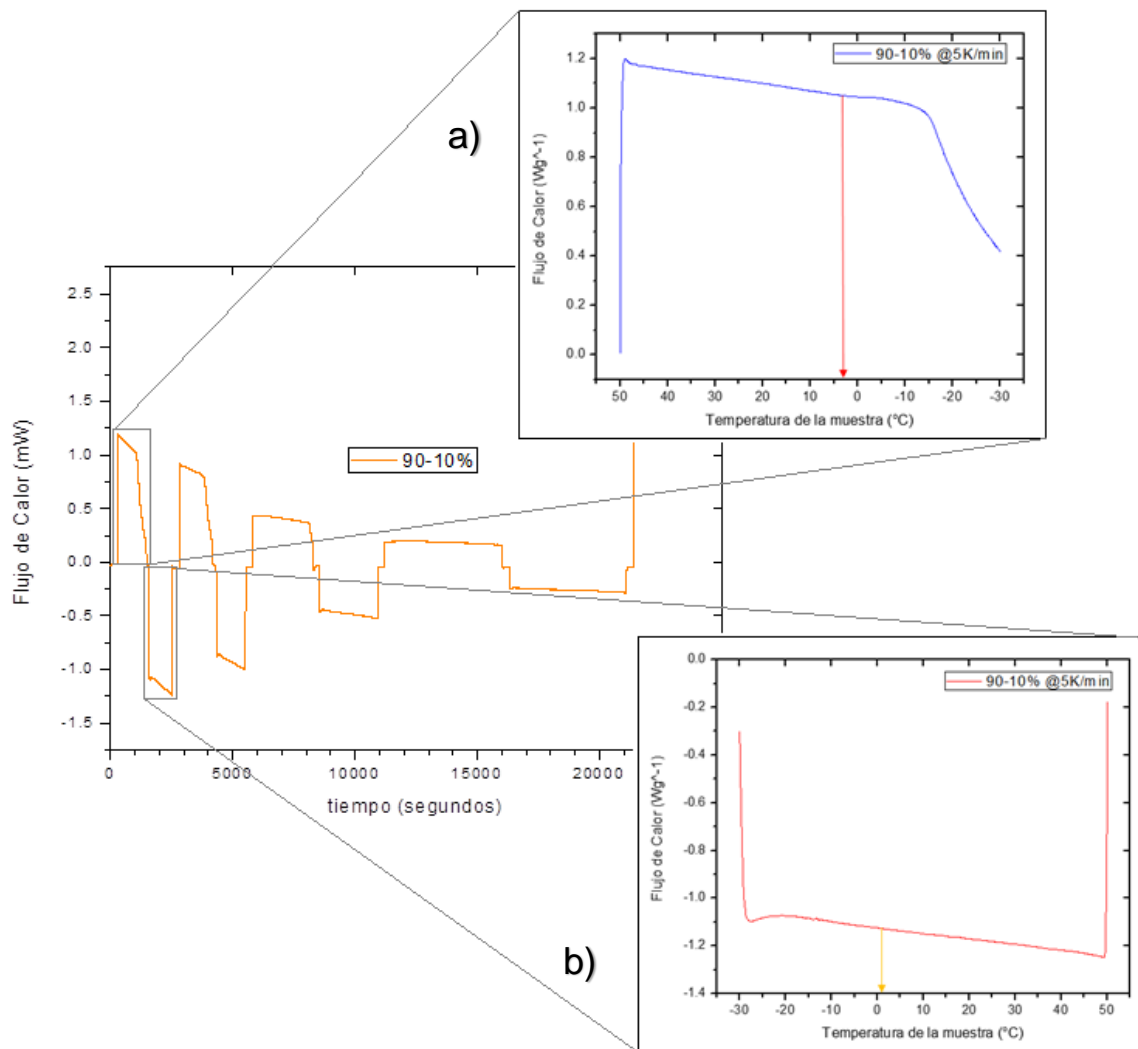 a)
90-10% @5K/min
Flujo de Calor (Wg^-1)
1.2
1.0
0.8
0.6
0.4
0.2
0.0
50 40 30 20 10 0 -10 -20 -30
Temperatura de la muestra (°C)
Flujo de Calor (mW)
2.5
2.0
1.5
1.0
0.5
0.0
-0.5
-1.0
-1.5
90-10%
0 5000 10000 15000 20000
tiempo (segundos)
b)
90-10% @5K/min
Flujo de Calor (Wg^-1)
0.0
-0.2
-0.4
-0.6
-0.8
-1.0
-1.2
-1.4
-30 -20 -10 0 10 20 30 40 50
Temperatura de la muestra (°C)